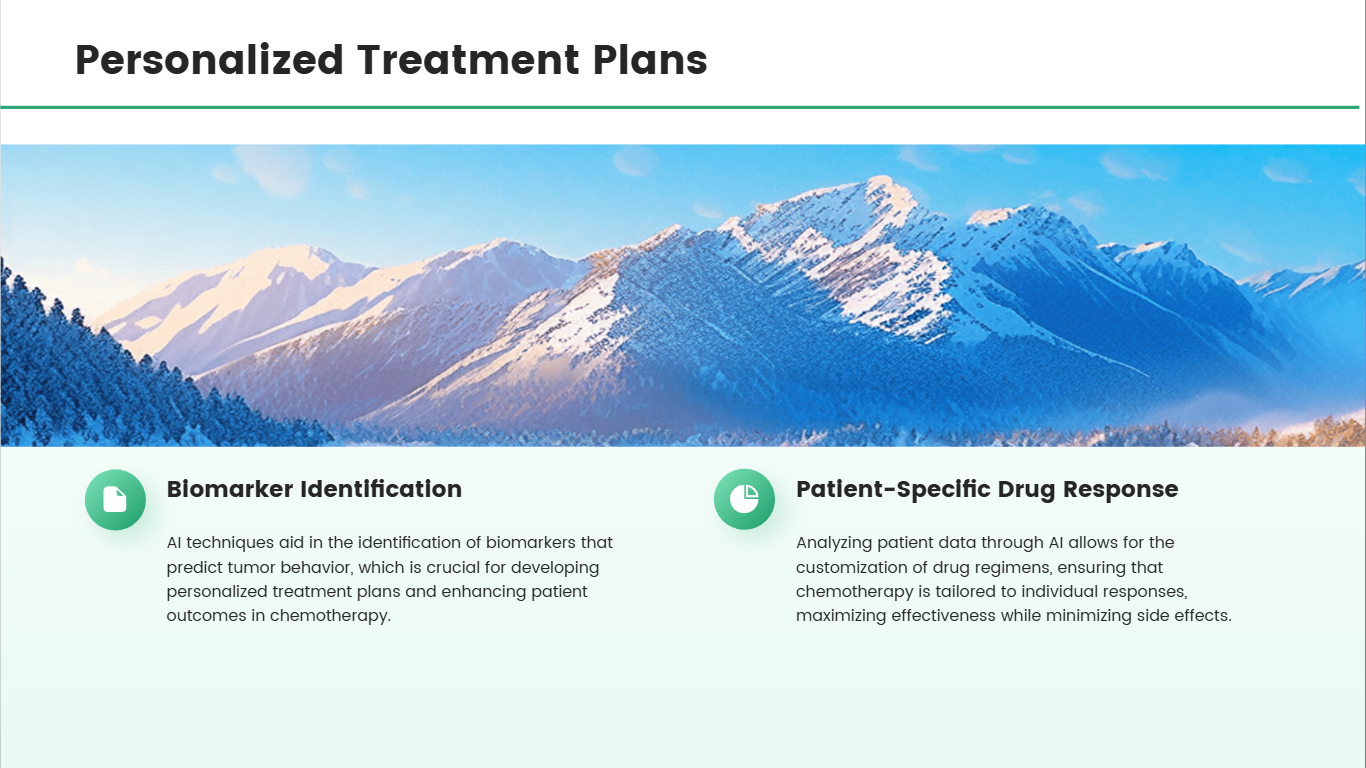 Personalized Treatment Plans
Biomarker Identification
AI techniques aid in the identification of biomarkers that
predict tumor behavior, which is crucial for developing
personalized treatment plans and enhancing patient
outcomes in chemotherapy.
Patient-Specific Drug Response
Analyzing patient data through AI allows for the
customization of drug regimens, ensuring that
chemotherapy is tailored to individual responses,
maximizing effectiveness while minimizing side effects.